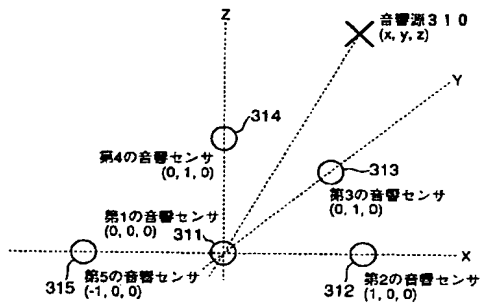 Z
音響源310
(x, y, z)
Y
314
第4の音響センサ
(0, 1, 0)
313
第3の音響センサ
(0, 1, 0)
第1の音響センサ
(0, 0, 0)
311
X
315
第5の音響センサ
(-1, 0, 0)
312
第2の音響センサ
(1, 0, 0)